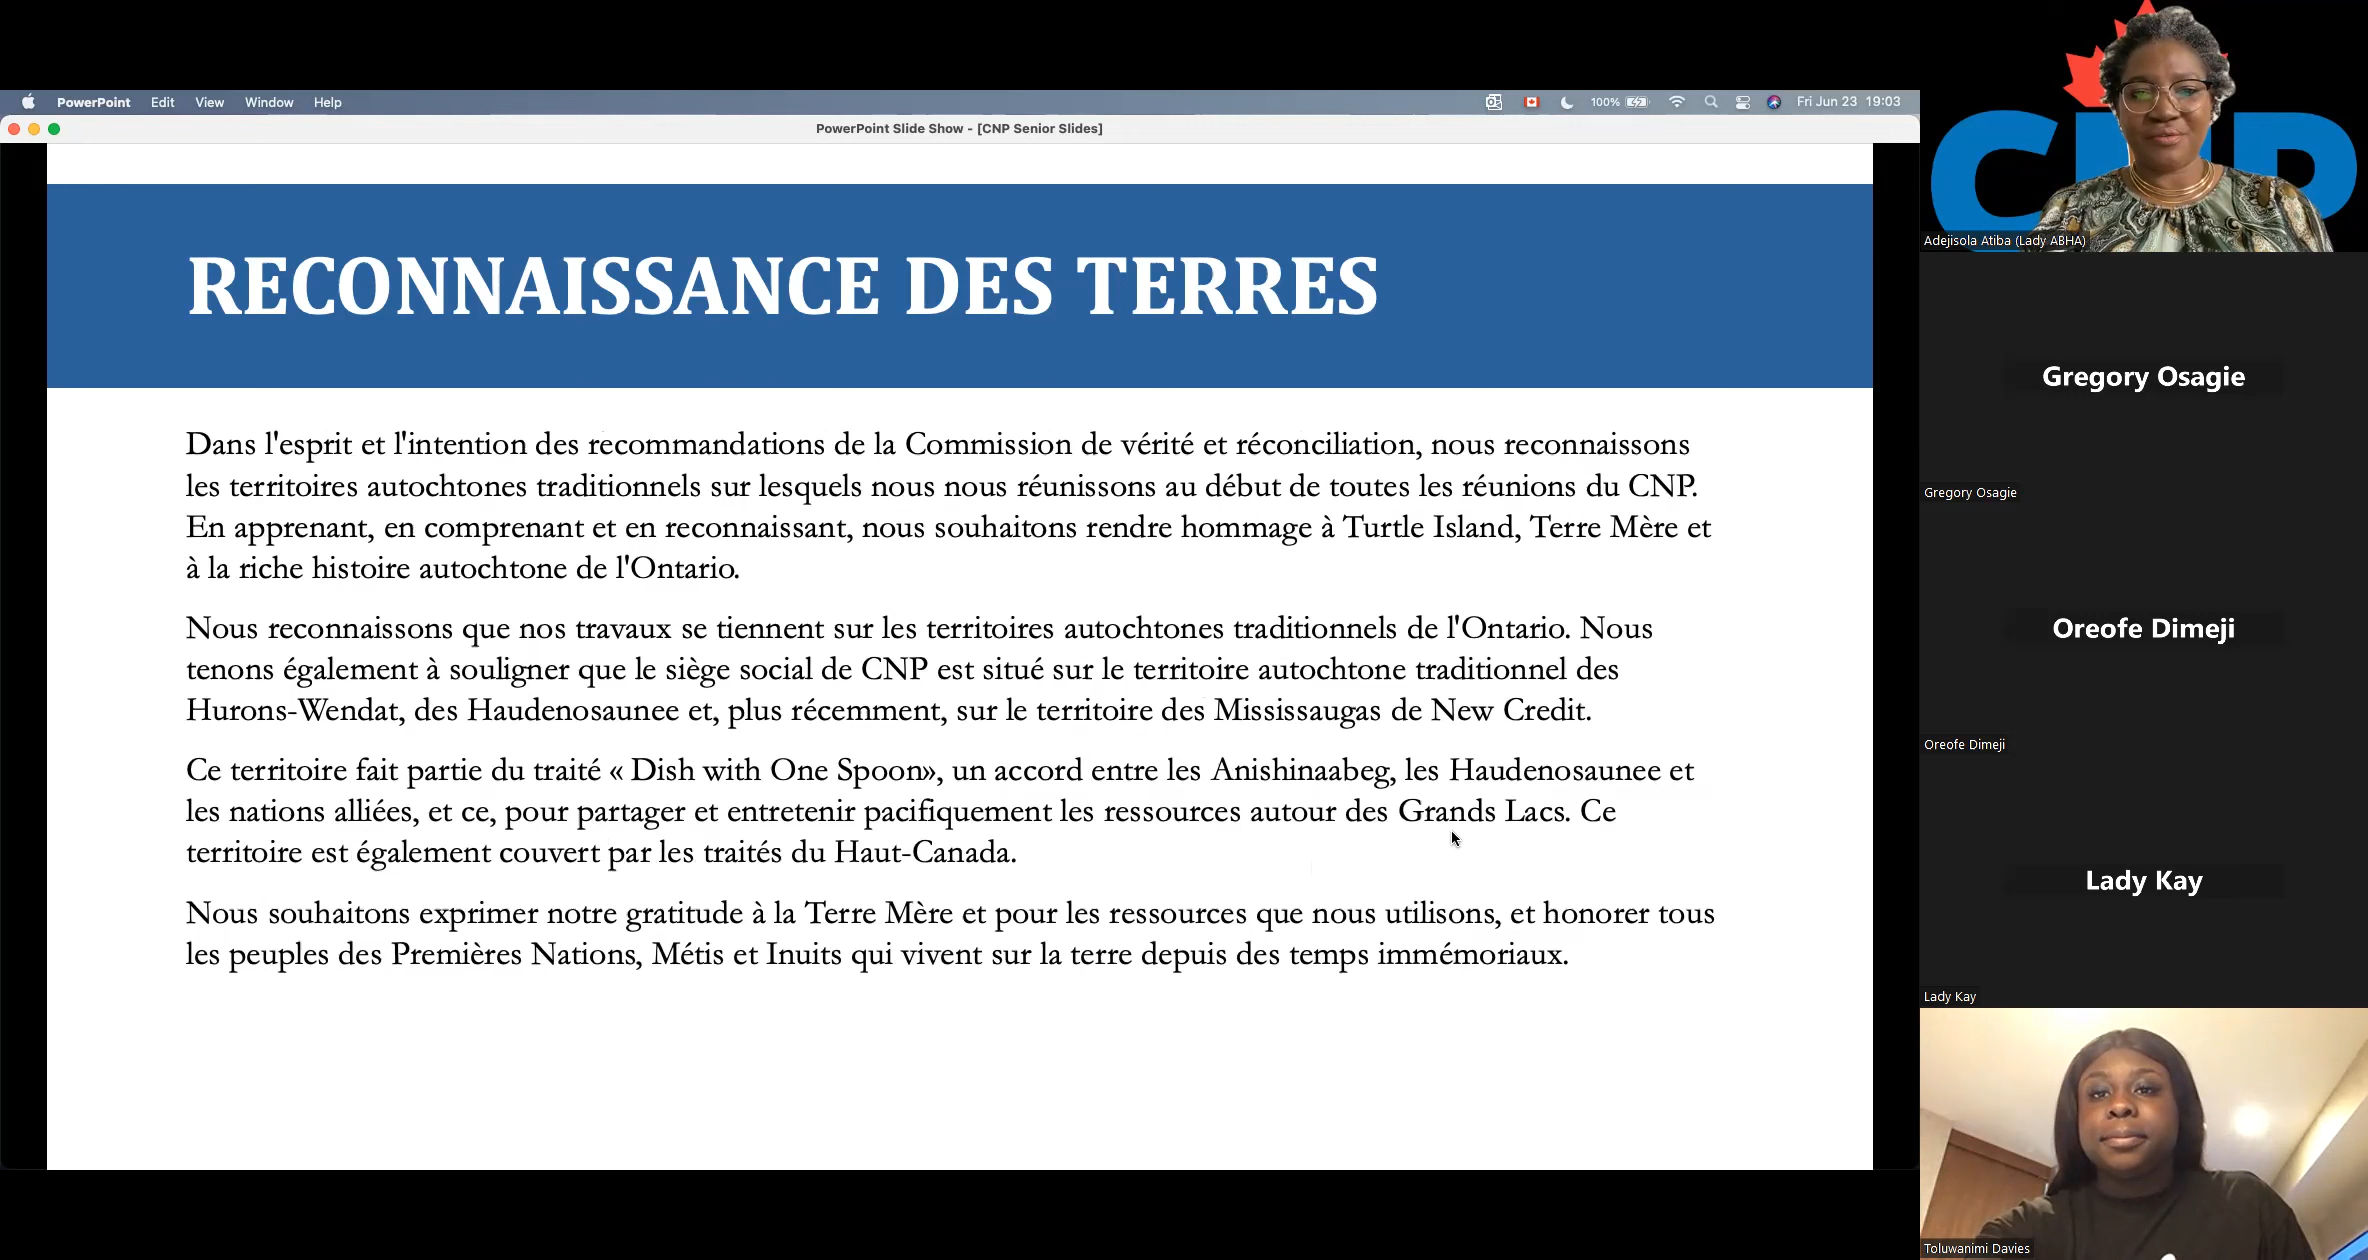 PowerPoint Edit View Window Help 100% Fri Jun 23 19:03
PowerPoint Slide Show - [CNP Senior Slides]
RECONNAISSANCE DES TERRES
Dans l'esprit et l'intention des recommandations de la Commission de vérité et réconciliation, nous reconnaissons
les territoires autochtones traditionnels sur lesquels nous nous réunissons au début de toutes les réunions du CNP.
En apprenant, en comprenant et en reconnaissant, nous souhaitons rendre hommage à Turtle Island, Terre Mère et
à la riche histoire autochtone de l'Ontario.
Nous reconnaissons que nos travaux se tiennent sur les territoires autochtones traditionnels de l'Ontario. Nous
tenons également à souligner que le siège social de CNP est situé sur le territoire autochtone traditionnel des
Hurons-Wendat, des Haudenosaunee et, plus récemment, sur le territoire des Mississaugas de New Credit.
Ce territoire fait partie du traité « Dish with One Spoon», un accord entre les Anishinaabeg, les Haudenosaunee et
les nations alliées, et ce, pour partager et entretenir pacifiquement les ressources autour des Grands Lacs. Ce
territoire est également couvert par les traités du Haut-Canada.
Nous souhaitons exprimer notre gratitude à la Terre Mère et pour les ressources que nous utilisons, et honorer tous
les peuples des Premières Nations, Métis et Inuits qui vivent sur la terre depuis des temps immémoriaux.
CNP
Adejisola Atiba (Lady ABHA)
Gregory Osagie
Gregory Osagie
Oreofe Dimeji
Oreofe Dimeji
Lady Kay
Lady Kay
Toluwanimi Davies